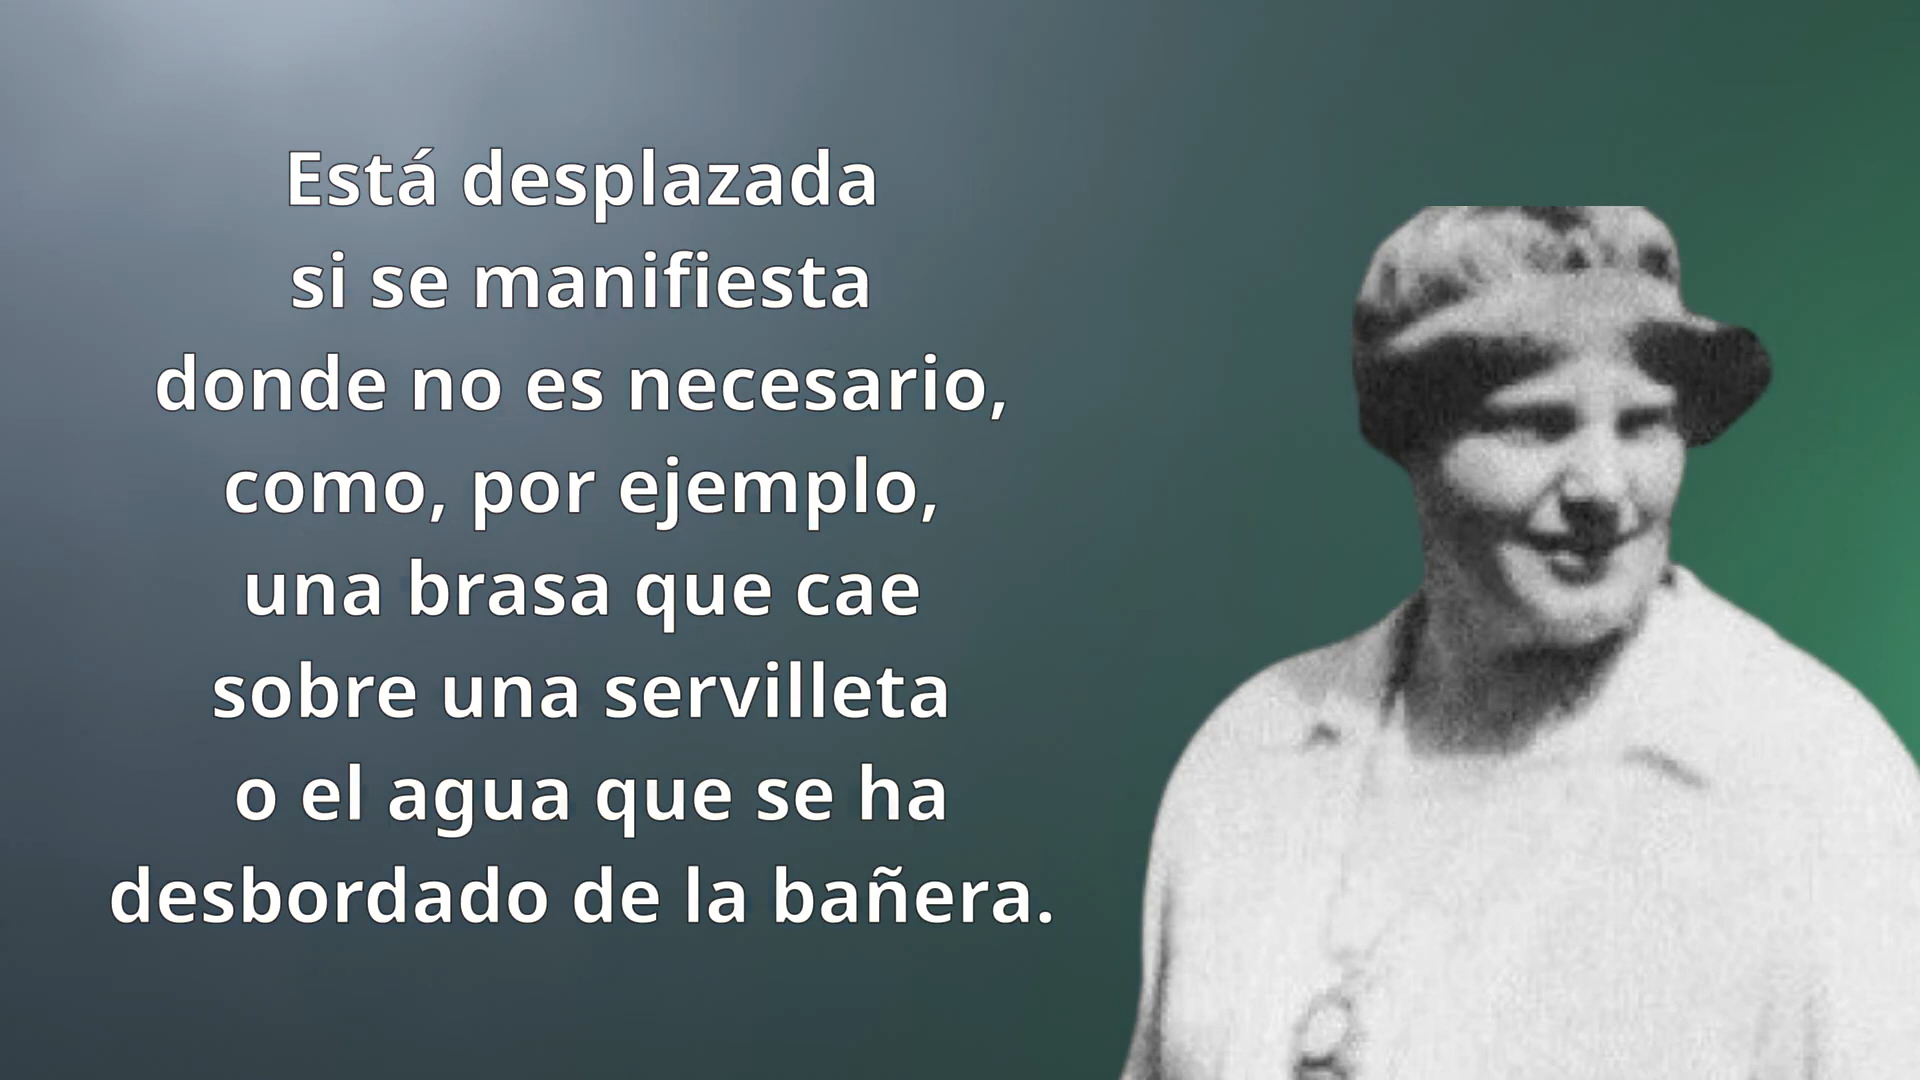 Está desplazada
si se manifiesta
donde no es necesario,
como, por ejemplo,
una brasa que cae
sobre una servilleta
o el agua que se ha
desbordado de la bañera.